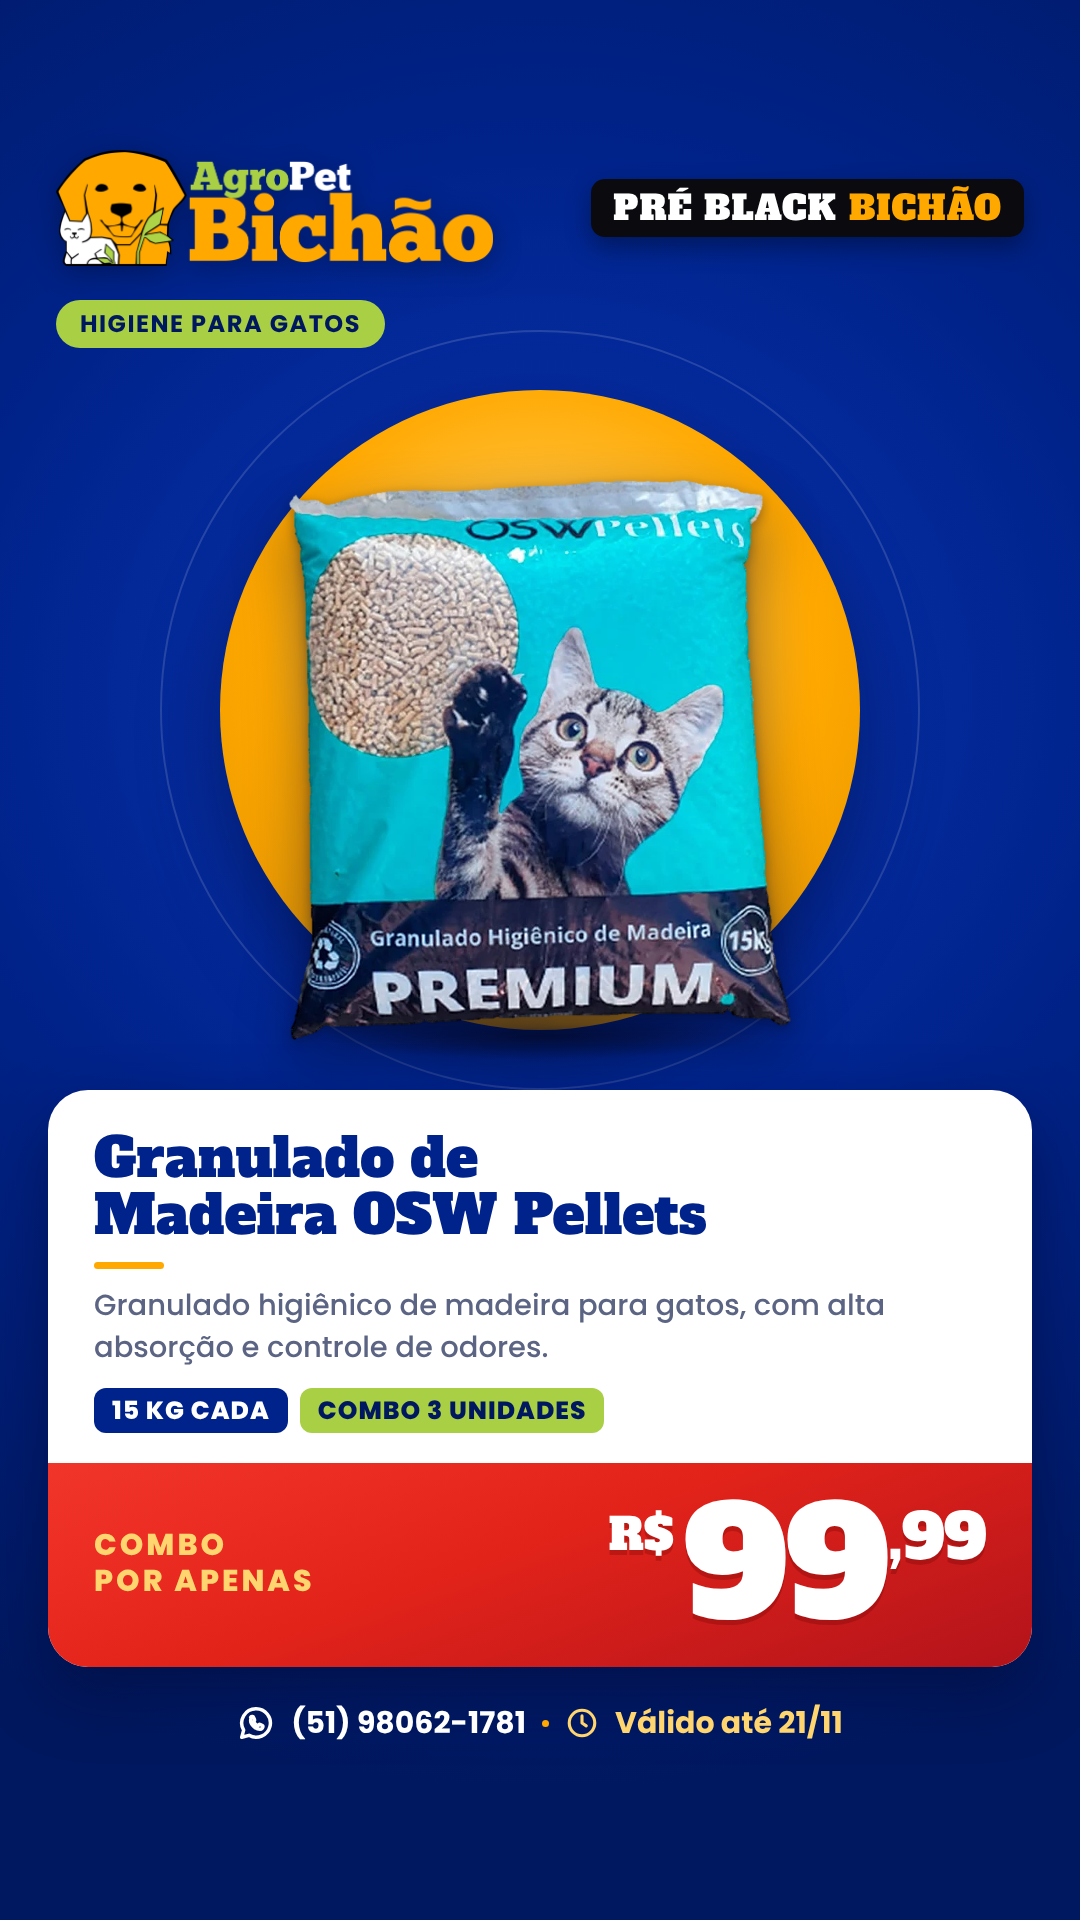 AgroPet
Bichão
PRÉ BLACK BICHÃO
HIGIENE PARA GATOS
OSWPellets
Granulado Higiênico de Madeira
15kg
PREMIUM.
Granulado de
Madeira OSW Pellets
Granulado higiênico de madeira para gatos, com alta
absorção e controle de odores.
15 KG CADA
COMBO 3 UNIDADES
COMBO
POR APENAS
R$ 99,99
(51) 98062-1781 • Válido até 21/11